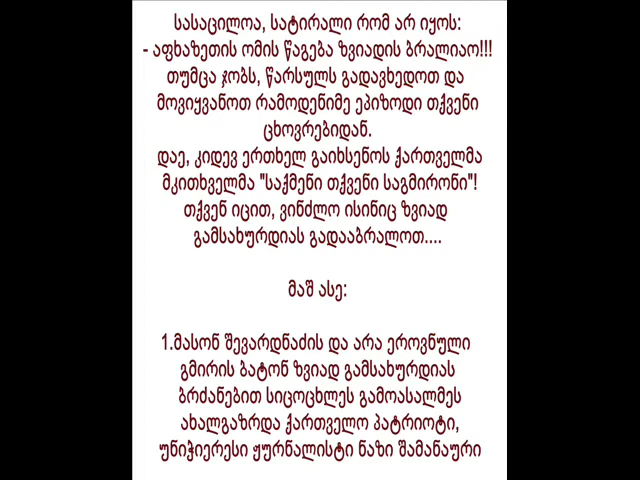 სასაცილოა, სატირალი რომ არ იყოს:
- აფხაზეთის ომის წაგება ზვიადის ბრალიაო!!!
თუმცა ჯობს, წარსულს გადავხედოთ და
მოვიყვანოთ რამოდენიმე ეპიზოდი თქვენი
ცხოვრებიდან.
დაე, კიდევ ერთხელ გაიხსენოს ქართველმა
მკითხველმა "საქმენი თქვენი საგმირონი"!
თქვენ იცით, ვინძლო ისინიც ზვიად
გამსახურდიას გადააბრალოთ....
მაშ ასე:
1.მასონ შევარდნაძის და არა ეროვნული
გმირის ბატონ ზვიად გამსახურდიას
ბრძანებით სიცოცხლეს გამოასალმეს
ახალგაზრდა ქართველო პატრიოტი,
უნიჭიერესი ჟურნალისტი ნაზი შამანაური